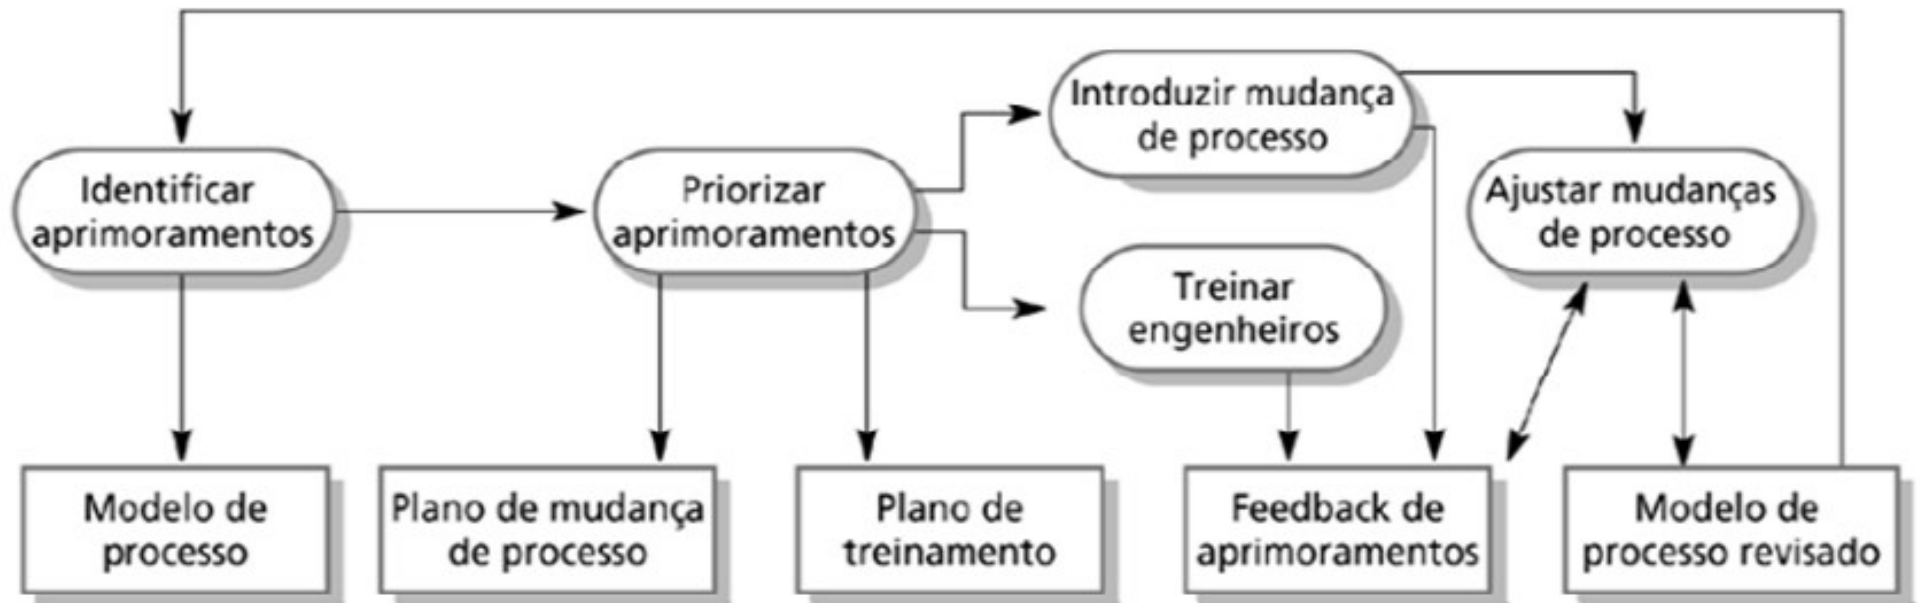 Introduzir mudança
de processo
Identificar
aprimoramentos
Priorizar
aprimoramentos
Ajustar mudanças
de processo
Treinar
engenheiros
Modelo de
processo
Plano de mudança
de processo
Plano de
treinamento
Feedback de
aprimoramentos
Modelo de
processo revisado